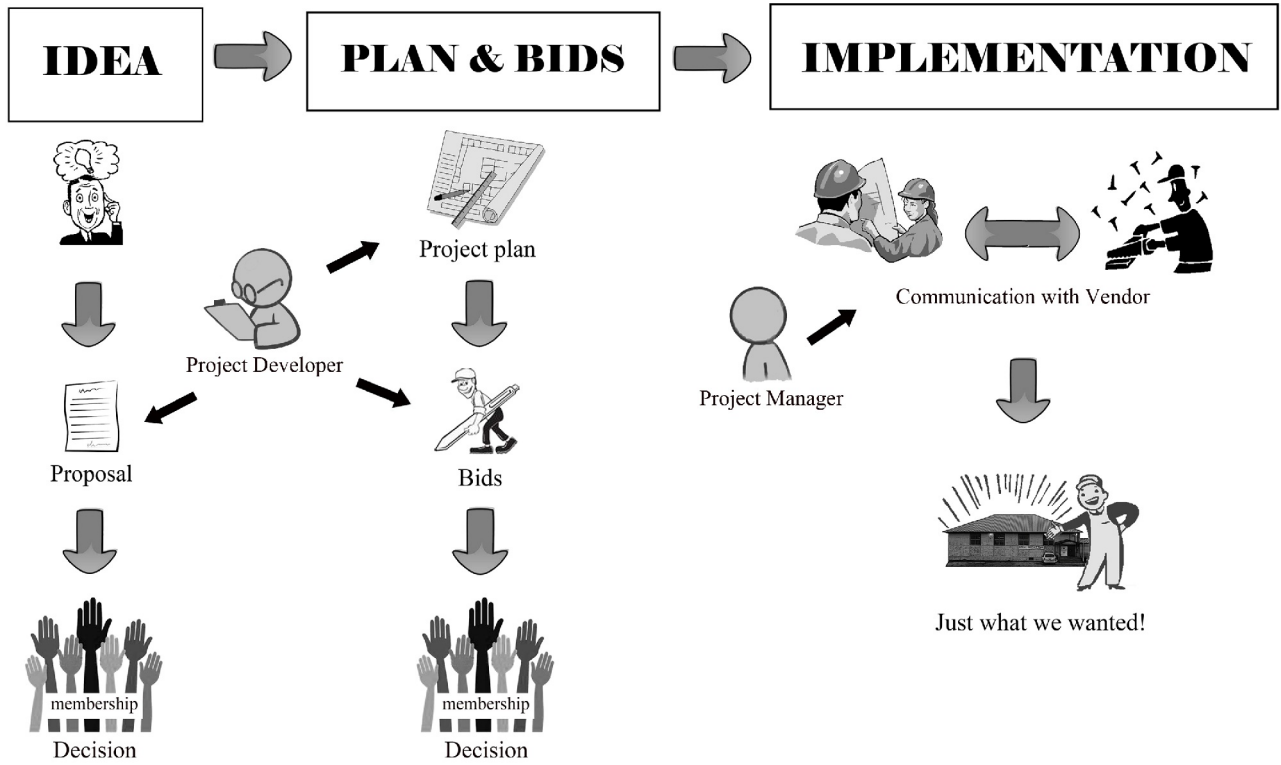 IDEA
PLAN & BIDS
IMPLEMENTATION
Project plan
Project Developer
Proposal
Bids
membership
Decision
membership
Decision
Communication with Vendor
Project Manager
Just what we wanted!